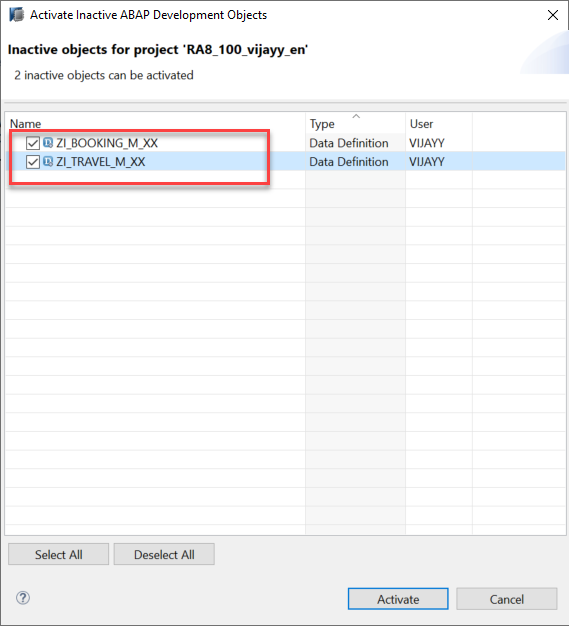 Activate Inactive ABAP Development Objects
Inactive objects for project 'RA8_100_vijayy_en'
2 inactive objects can be activated
Name Type User
ZI_BOOKING_M_XX Data Definition VIJAYY
ZI_TRAVEL_M_XX Data Definition VIJAYY
Select All Deselect All
? Activate Cancel